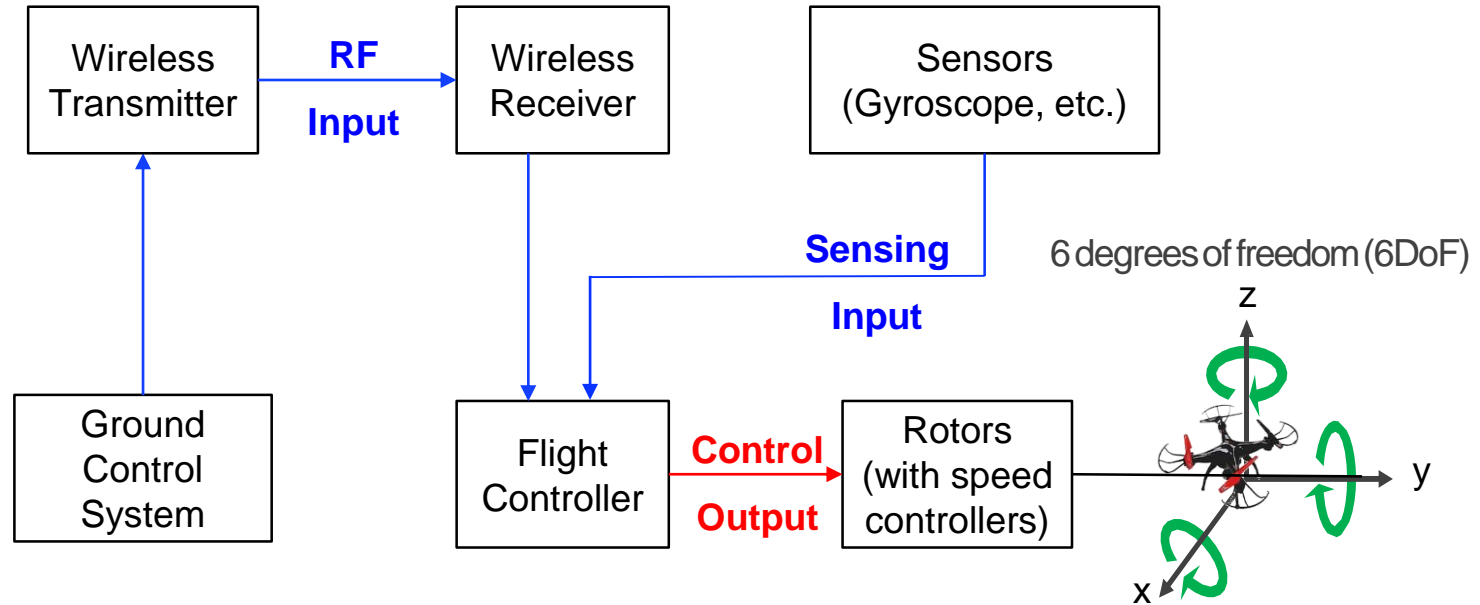 Wireless
Transmitter
RF
Input
Wireless
Receiver
Sensors
(Gyroscope, etc.)
Sensing
Input
6 degrees of freedom (6DoF)
z
y
x
Ground
Control
System
Flight
Controller
Control
Output
Rotors
(with speed
controllers)